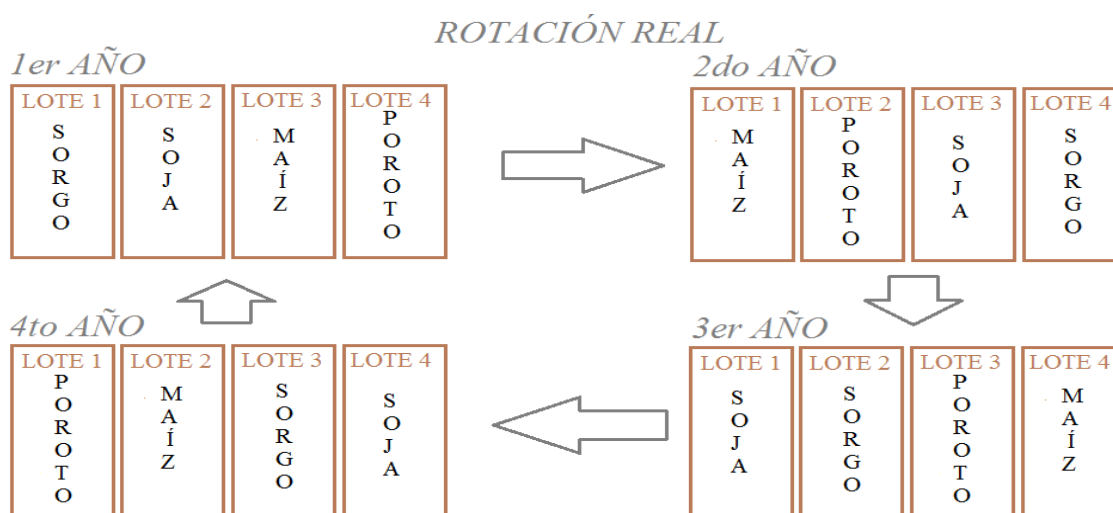 ROTACIÓN REAL
1er AÑO
LOTE 1
SORGO
LOTE 2
SOJA
LOTE 3
MAÍZ
LOTE 4
POROTO
2do AÑO
LOTE 1
MAÍZ
LOTE 2
POROTO
LOTE 3
SOJA
LOTE 4
SORGO
4to AÑO
LOTE 1
POROTO
LOTE 2
MAÍZ
LOTE 3
SORGO
LOTE 4
SOJA
3er AÑO
LOTE 1
SOJA
LOTE 2
SORGO
LOTE 3
POROTO
LOTE 4
MAÍZ